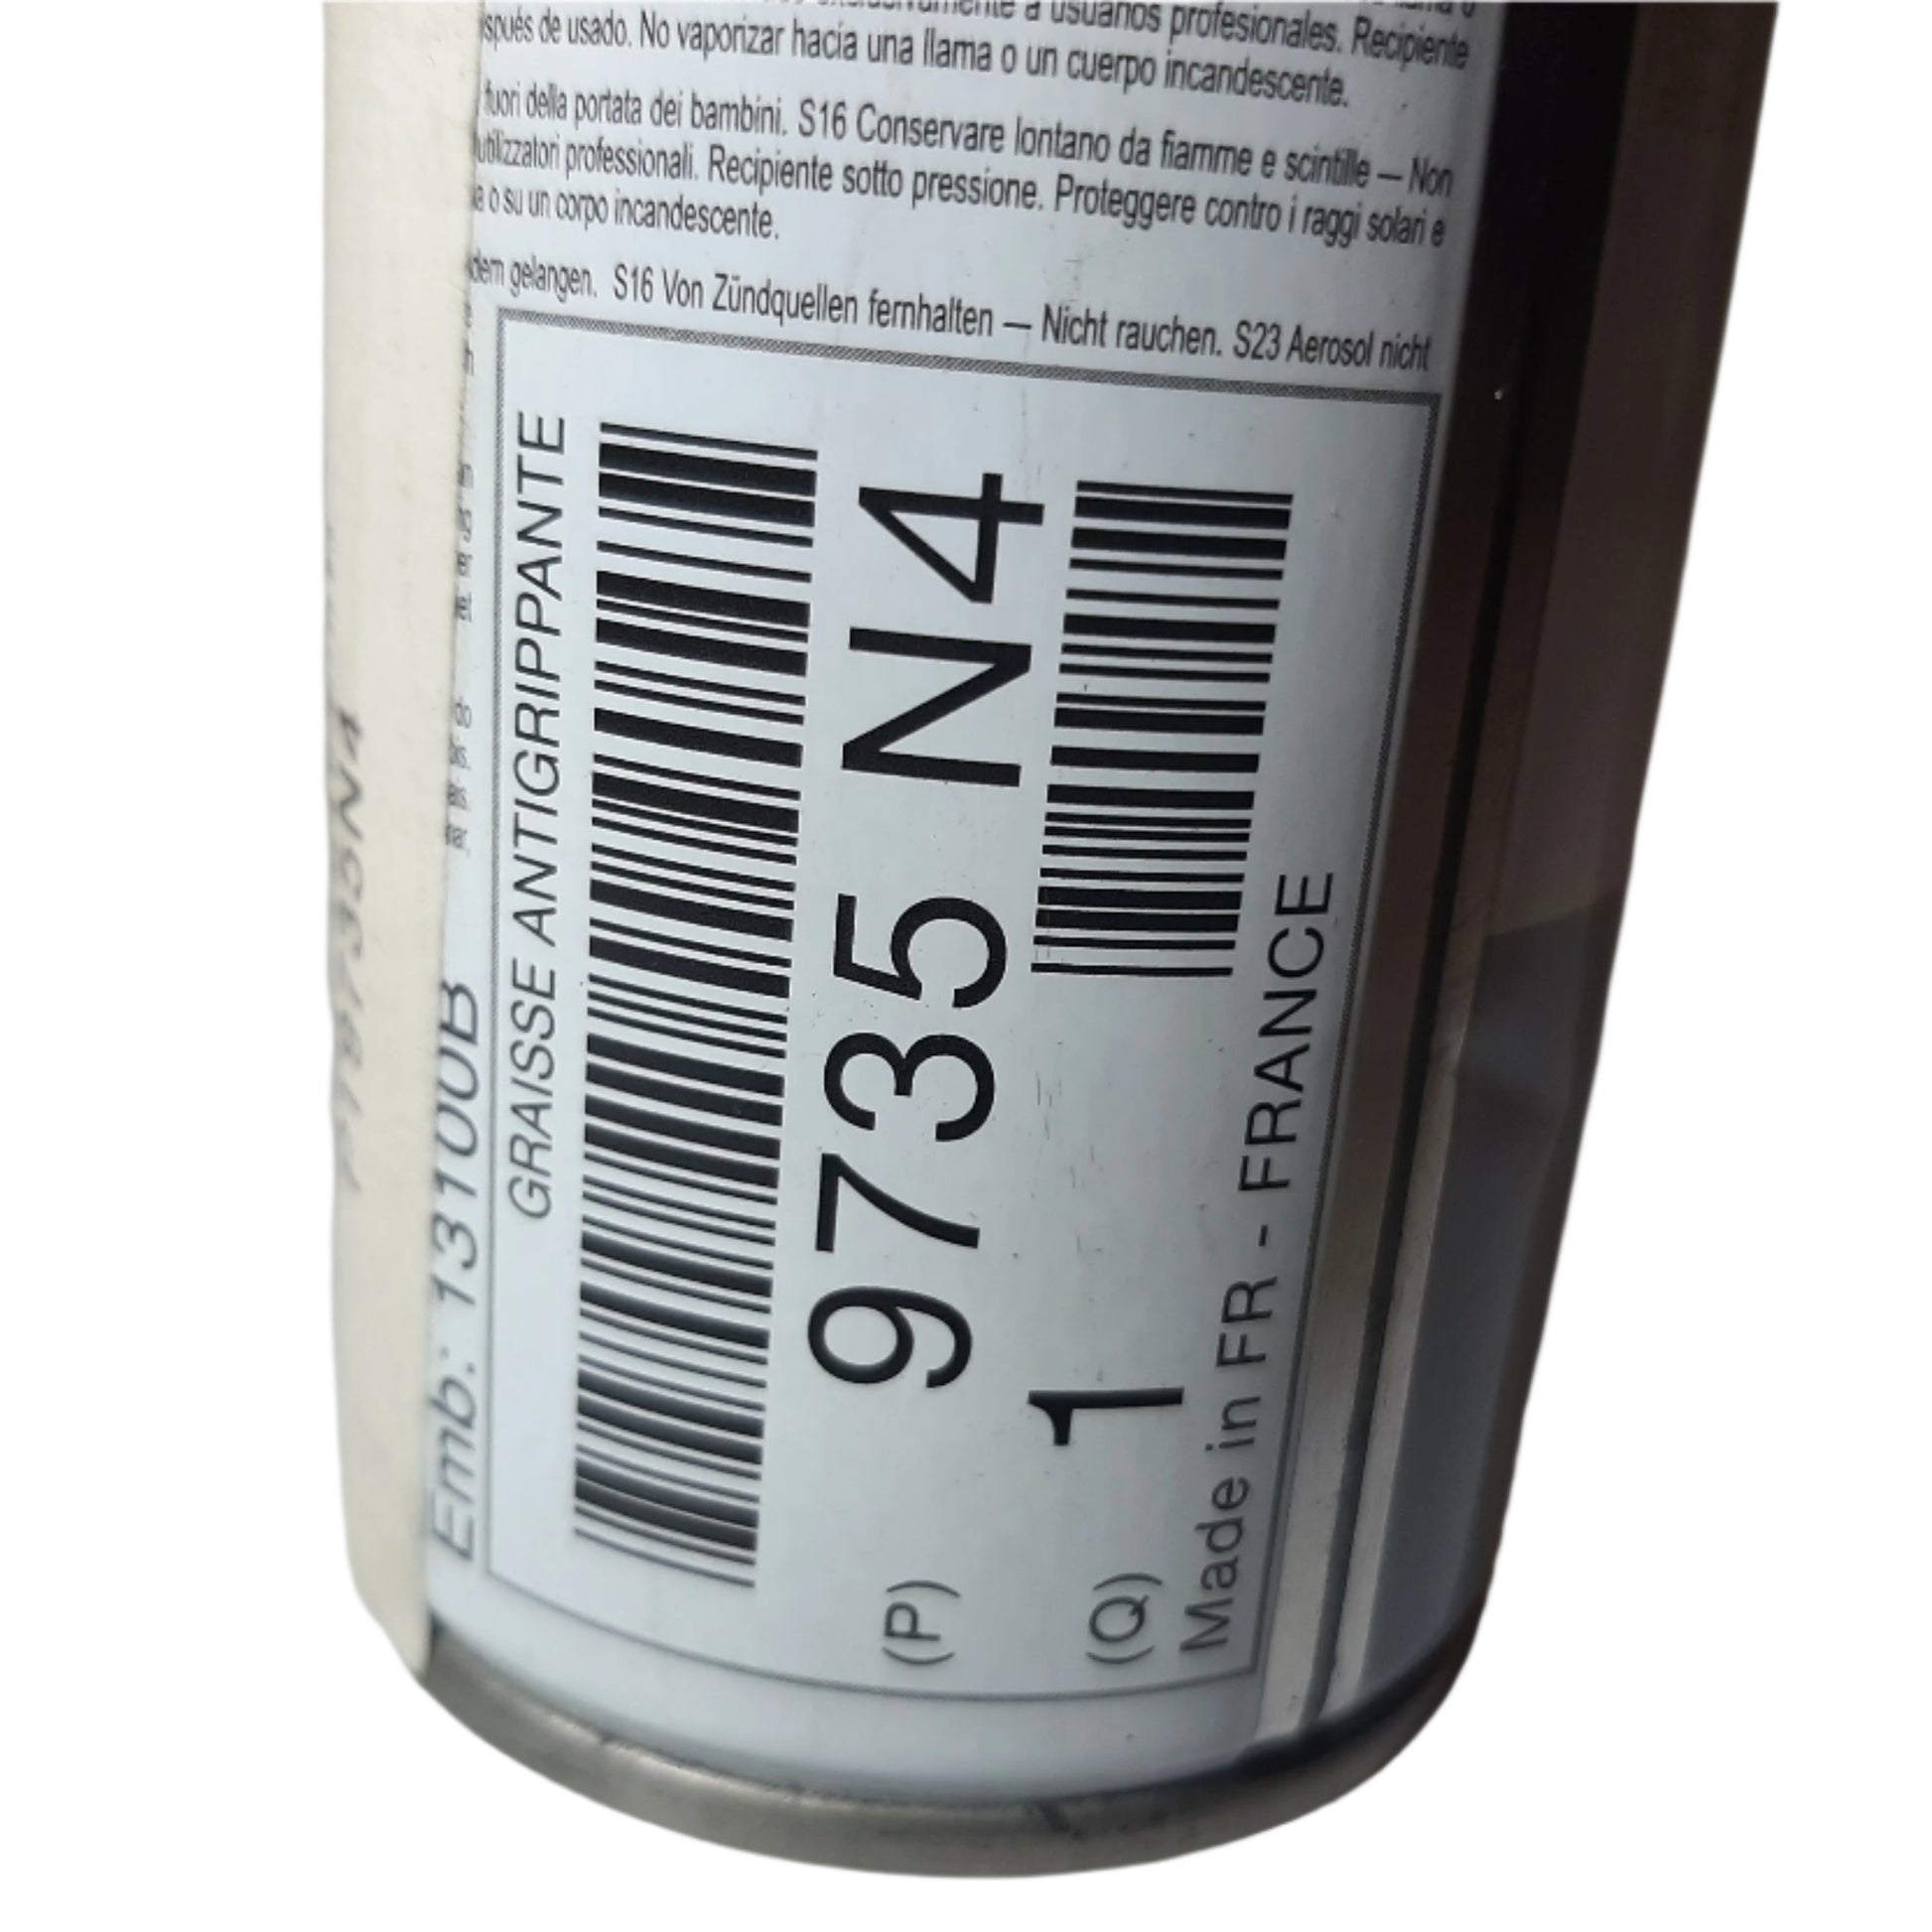 a usuarios profesionales. Recipiente
de usado. No vaporizar hacia una llama o un cuerpo incandescente.
fuori della portata dei bambini. S16 Conservare lontano da fiamme e scintille — Non
utilizzatori professionali. Recipiente sotto pressione. Proteggere contro i raggi solari e
o su un corpo incandescente.
gelangen. S16 Von Zündquellen fernhalten — Nicht rauchen. S23 Aerosol nicht
Emb: 13100B
GRAISSE ANTIGRIPPANTE
(P) 9735 N4
(Q) 1
Made in FR - FRANCE